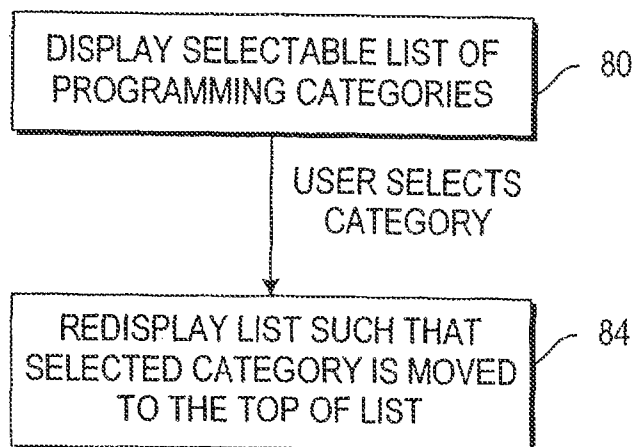 DISPLAY SELECTABLE LIST OF
PROGRAMMING CATEGORIES
80
USER SELECTS
CATEGORY
REDISPLAY LIST SUCH THAT
SELECTED CATEGORY IS MOVED
TO THE TOP OF LIST
84